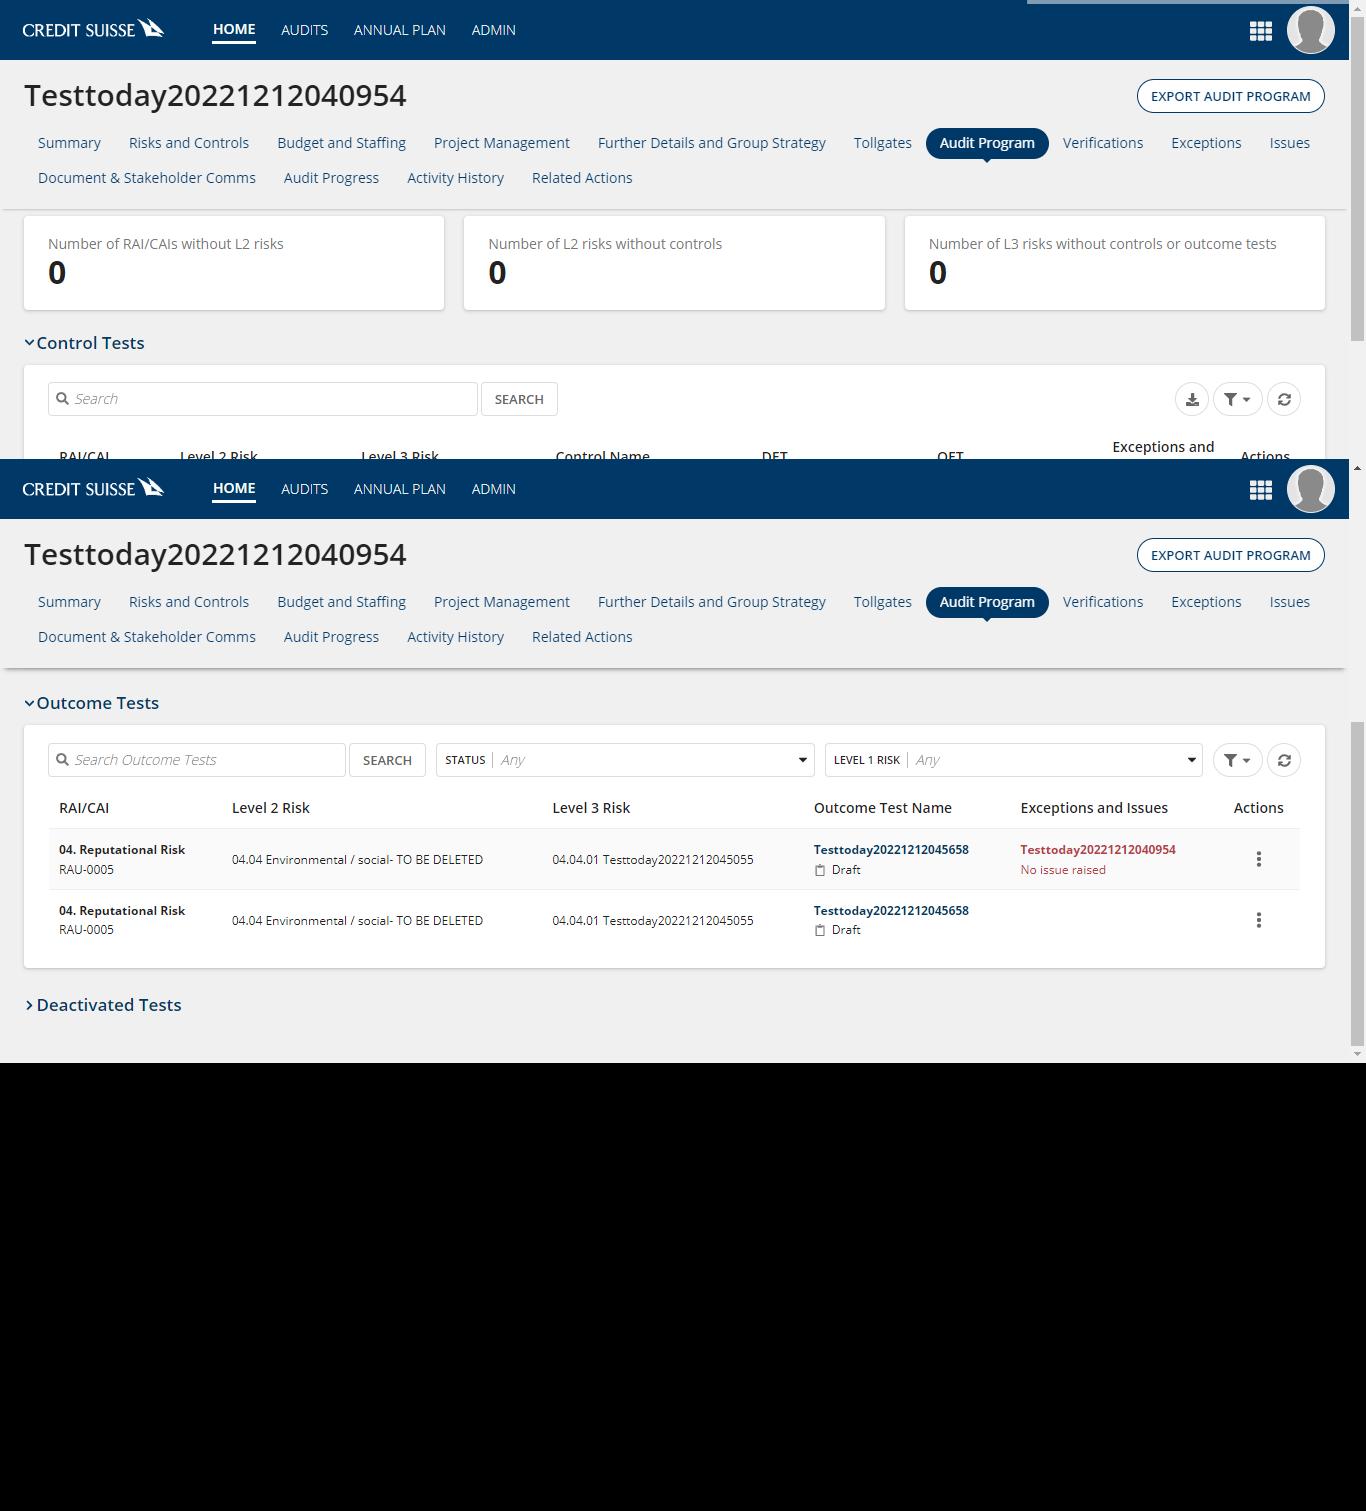 CREDIT SUISSE HOME AUDITS ANNUAL PLAN ADMIN
Testtoday20221212040954 EXPORT AUDIT PROGRAM
Summary Risks and Controls Budget and Staffing Project Management Further Details and Group Strategy Tollgates Audit Program Verifications Exceptions Issues
Document & Stakeholder Comms Audit Progress Activity History Related Actions
Number of RAI/CAIs without L2 risks Number of L2 risks without controls Number of L3 risks without controls or outcome tests
0 0 0
Control Tests
Search SEARCH
Exceptions and
RAI/CAI Level 2 Risk Level 3 Risk Control Name DET OET Actions
CREDIT SUISSE HOME AUDITS ANNUAL PLAN ADMIN
Testtoday20221212040954 EXPORT AUDIT PROGRAM
Summary Risks and Controls Budget and Staffing Project Management Further Details and Group Strategy Tollgates Audit Program Verifications Exceptions Issues
Document & Stakeholder Comms Audit Progress Activity History Related Actions
Outcome Tests
Search Outcome Tests SEARCH STATUS Any LEVEL 1 RISK Any
RAI/CAI Level 2 Risk Level 3 Risk Outcome Test Name Exceptions and Issues Actions
04. Reputational Risk Testtoday20221212045658 Testtoday20221212040954
04.04 Environmental / social- TO BE DELETED 04.04.01 Testtoday20221212045055
RAU-0005 Draft No issue raised
04. Reputational Risk Testtoday20221212045658
04.04 Environmental / social- TO BE DELETED 04.04.01 Testtoday20221212045055
RAU-0005 Draft
Deactivated Tests